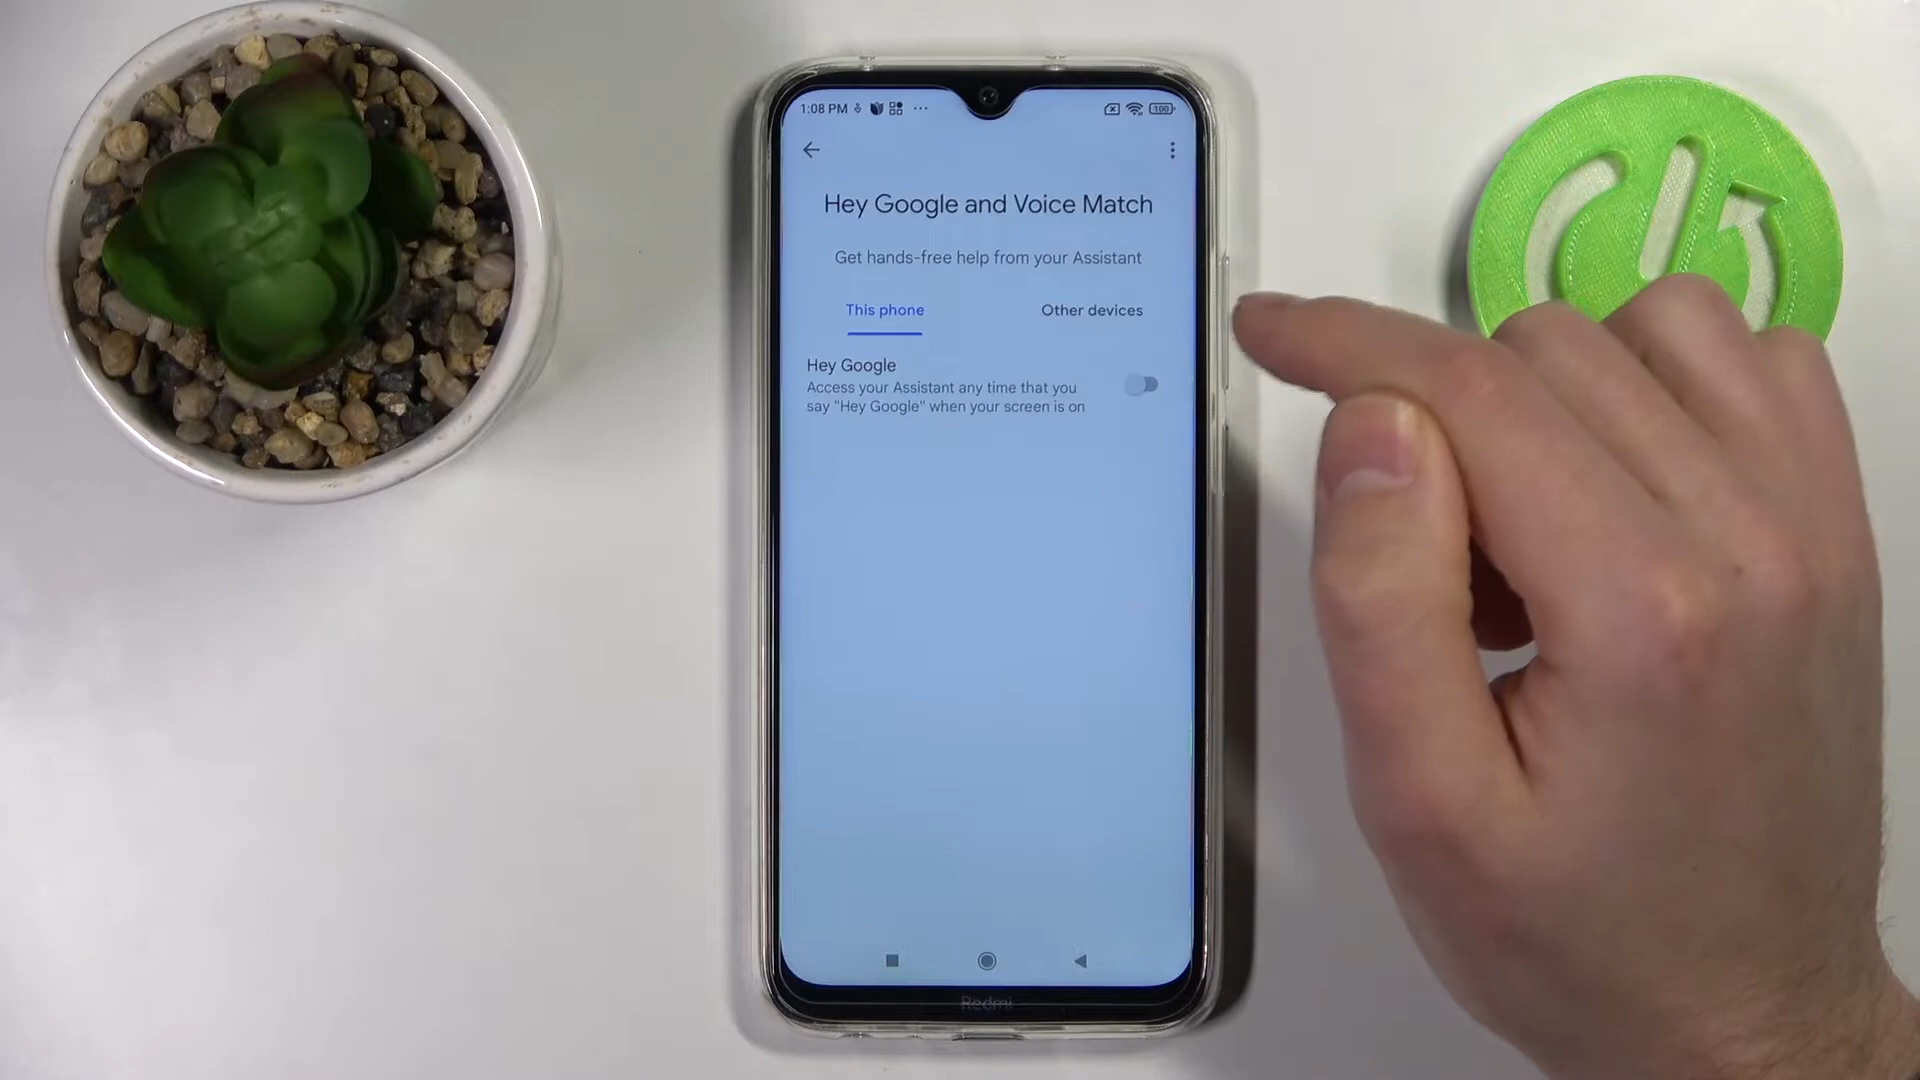 1:08 PM
100
Hey Google and Voice Match
Get hands-free help from your Assistant
This phone
Other devices
Hey Google
Access your Assistant any time that you
say "Hey Google" when your screen is on
Redmi